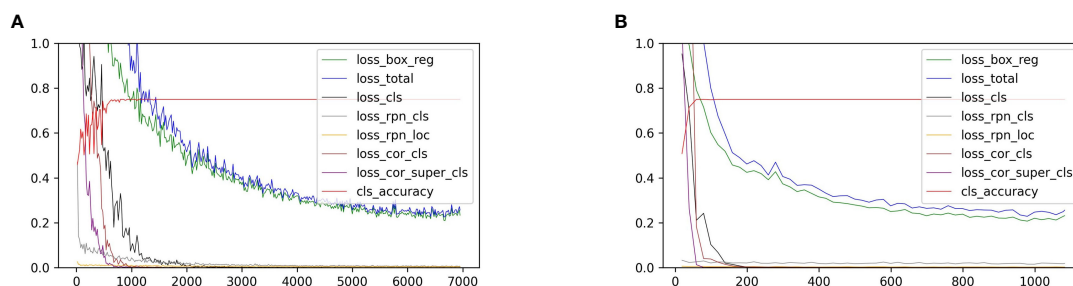 A
1.0
0.8
0.6
0.4
0.2
0.0
0 1000 2000 3000 4000 5000 6000 7000
loss_box_reg
loss_total
loss_cls
loss_rpn_cls
loss_rpn_loc
loss_cor_cls
loss_cor_super_cls
cls_accuracy
B
1.0
0.8
0.6
0.4
0.2
0.0
0 200 400 600 800 1000
loss_box_reg
loss_total
loss_cls
loss_rpn_cls
loss_rpn_loc
loss_cor_cls
loss_cor_super_cls
cls_accuracy